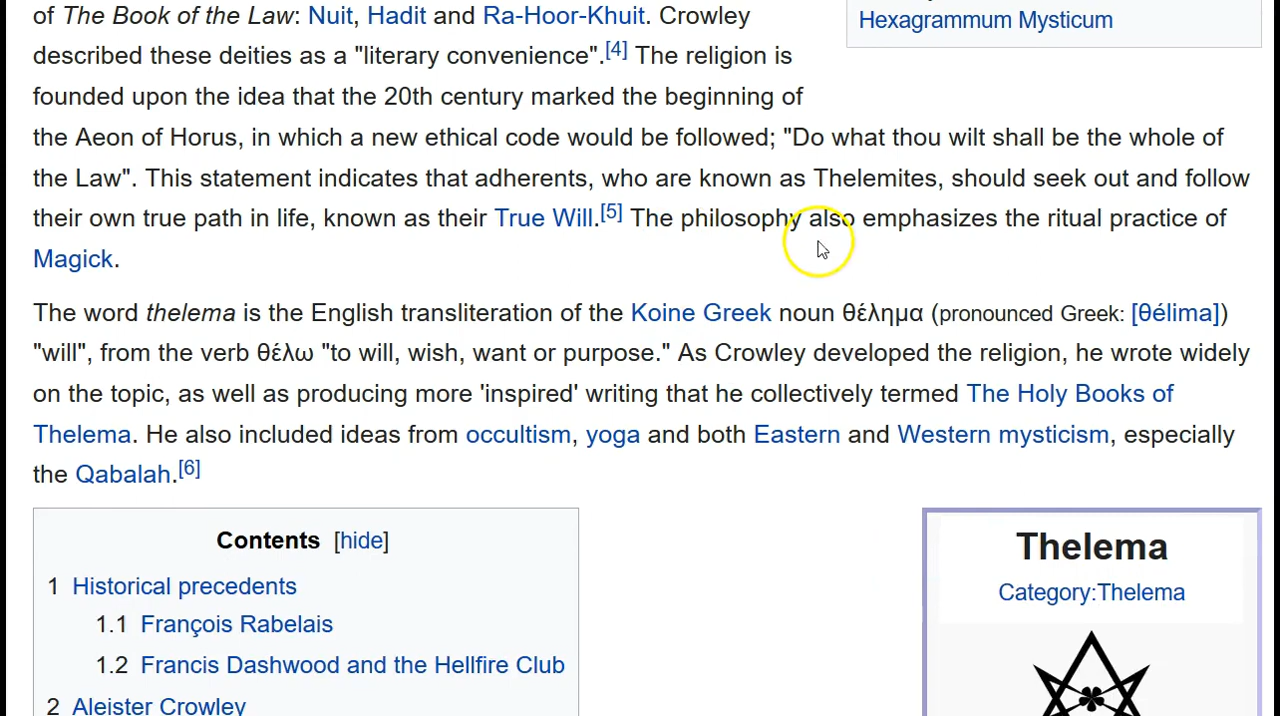 of The Book of the Law: Nuit, Hadit and Ra-Hoor-Khuit. Crowley
described these deities as a "literary convenience".[4] The religion is
founded upon the idea that the 20th century marked the beginning of
the Aeon of Horus, in which a new ethical code would be followed; "Do what thou wilt shall be the whole of
the Law". This statement indicates that adherents, who are known as Thelemites, should seek out and follow
their own true path in life, known as their True Will.[5] The philosophy also emphasizes the ritual practice of
Magick.
Hexagrammum Mysticum
The word thelema is the English transliteration of the Koine Greek noun θέλημα (pronounced Greek: [θélima])
"will", from the verb θέλω "to will, wish, want or purpose." As Crowley developed the religion, he wrote widely
on the topic, as well as producing more 'inspired' writing that he collectively termed The Holy Books of
Thelema. He also included ideas from occultism, yoga and both Eastern and Western mysticism, especially
the Qabalah.[6]
Contents [hide]
1 Historical precedents
1.1 François Rabelais
1.2 Francis Dashwood and the Hellfire Club
2 Aleister Crowley
Thelema
Category:Thelema